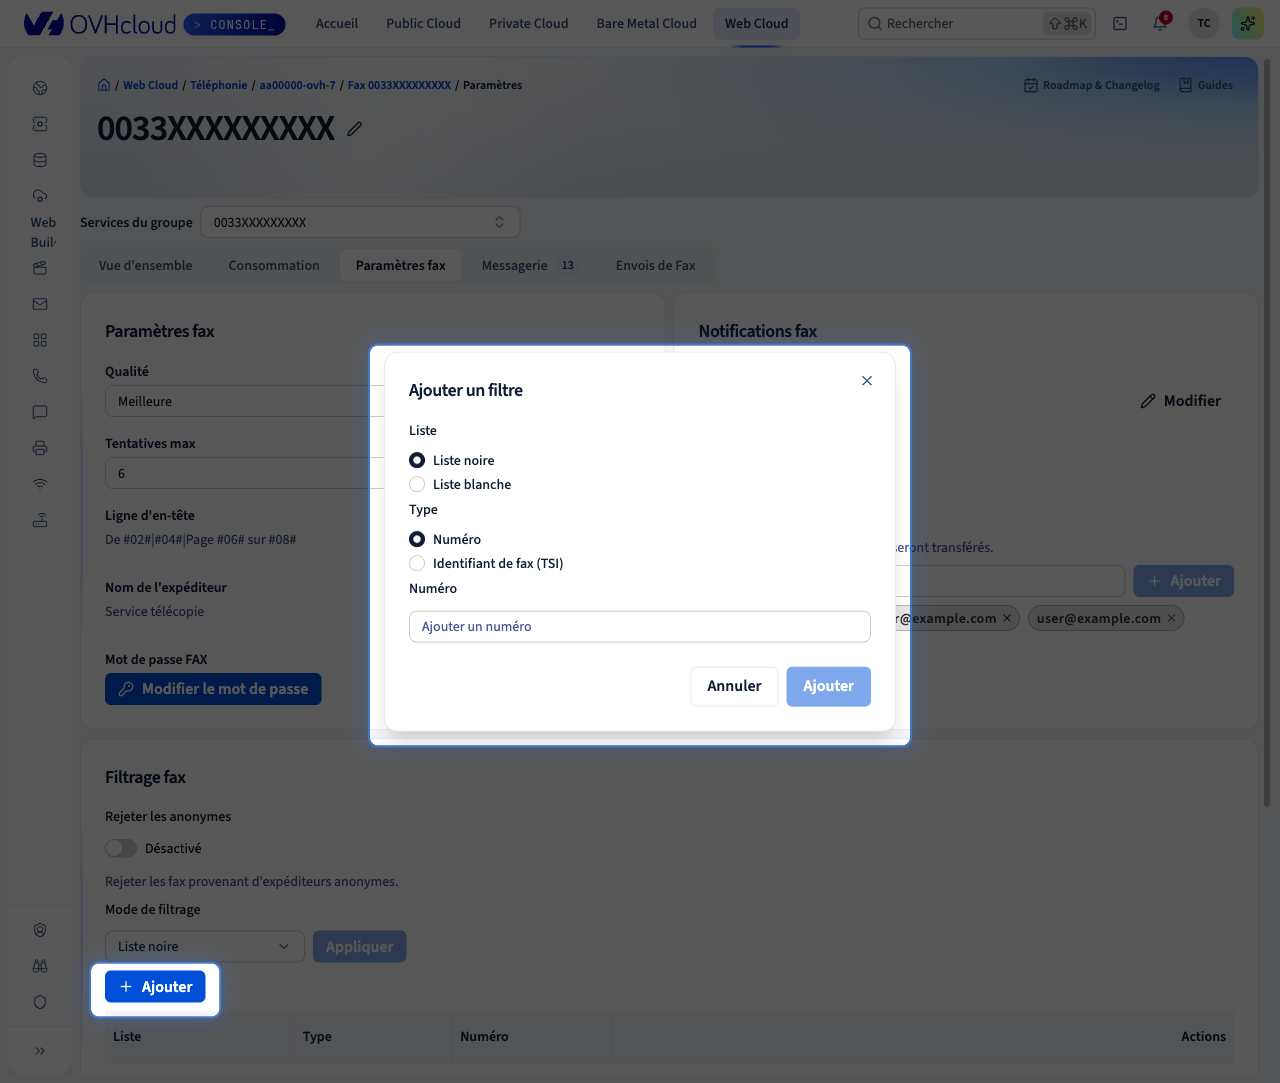 OVHcloud > CONSOLE_
Accueil
Public Cloud
Private Cloud
Bare Metal Cloud
Web Cloud
Rechercher
⇧⌘K
8
TC
/ Web Cloud / Téléphonie / aa00000-ovh-7 / Fax 0033XXXXXXXXX / Paramètres
Roadmap & Changelog
Guides
0033XXXXXXXXX
Web
Services du groupe
0033XXXXXXXXX
Vue d'ensemble
Consommation
Paramètres fax
Messagerie 13
Envois de Fax
Paramètres fax
Qualité
Meilleure
Tentatives max
6
Ligne d'en-tête
De #02#|#04#|Page #06# sur #08#
Nom de l'expéditeur
Service télécopie
Mot de passe FAX
Modifier le mot de passe
Notifications fax
Modifier
seront transférés.
Ajouter
r@example.com
user@example.com
Ajouter un filtre
Liste
Liste noire
Liste blanche
Type
Numéro
Identifiant de fax (TSI)
Numéro
Ajouter un numéro
Annuler
Ajouter
Filtrage fax
Rejeter les anonymes
Désactivé
Rejeter les fax provenant d'expéditeurs anonymes.
Mode de filtrage
Liste noire
Appliquer
Ajouter
Liste
Type
Numéro
Actions